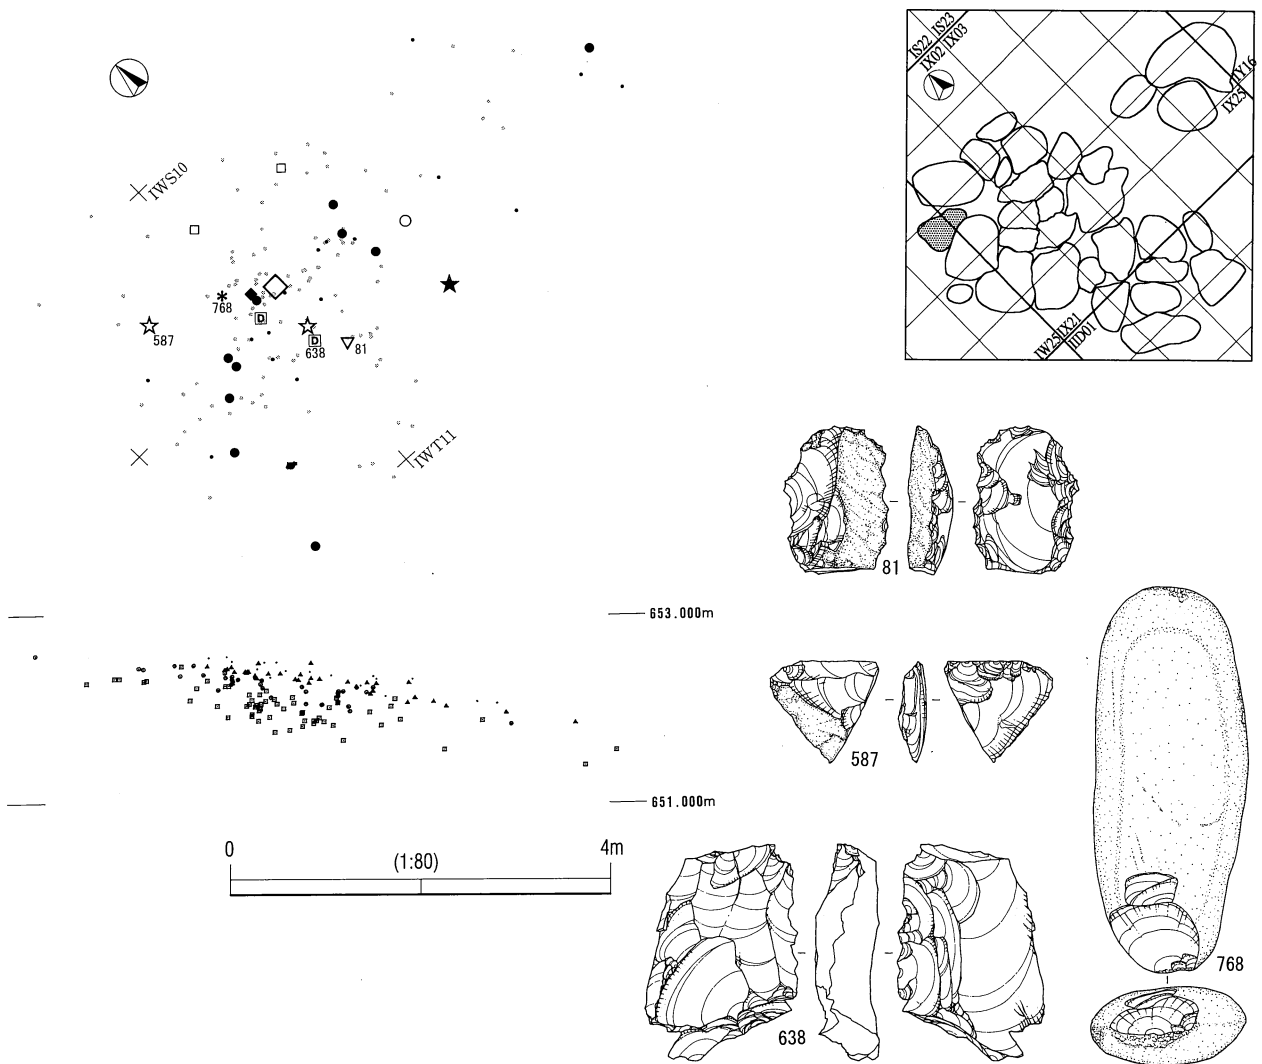 IS22 IS23
IX02 IX03
IY16
IX25
IWS10
768
D
587
D
638
81
IW25 IX21
IID01
IWT11
81
653.000m
587
651.000m
0
(1:80)
4m
768
638